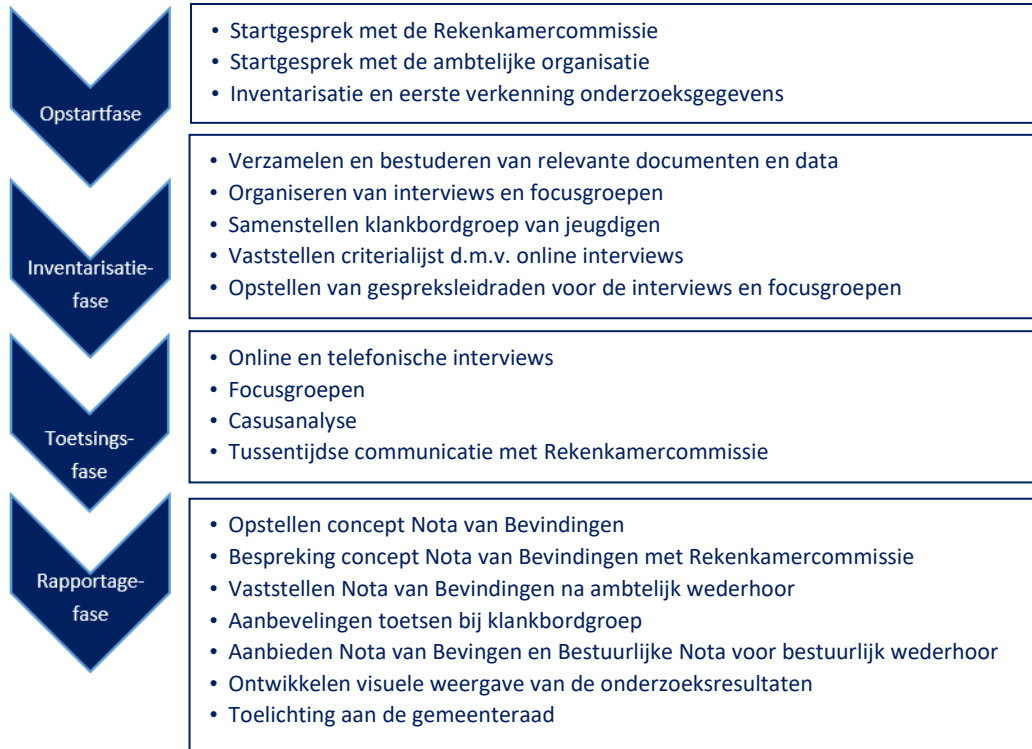 Opstartfase
• Startgesprek met de Rekenkamercommissie
• Startgesprek met de ambtelijke organisatie
• Inventarisatie en eerste verkenning onderzoeksgegevens
Inventarisatie-
fase
• Verzamelen en bestuderen van relevante documenten en data
• Organiseren van interviews en focusgroepen
• Samenstellen klankbordgroep van jeugdigen
• Vaststellen criterialijst d.m.v. online interviews
• Opstellen van gespreksleidraden voor de interviews en focusgroepen
Toetsings-
fase
• Online en telefonische interviews
• Focusgroepen
• Casusanalyse
• Tussentijdse communicatie met Rekenkamercommissie
Rapportage-
fase
• Opstellen concept Nota van Bevindingen
• Bespreking concept Nota van Bevindingen met Rekenkamercommissie
• Vaststellen Nota van Bevindingen na ambtelijk wederhoor
• Aanbevelingen toetsen bij klankbordgroep
• Aanbieden Nota van Bevingen en Bestuurlijke Nota voor bestuurlijk wederhoor
• Ontwikkelen visuele weergave van de onderzoeksresultaten
• Toelichting aan de gemeenteraad